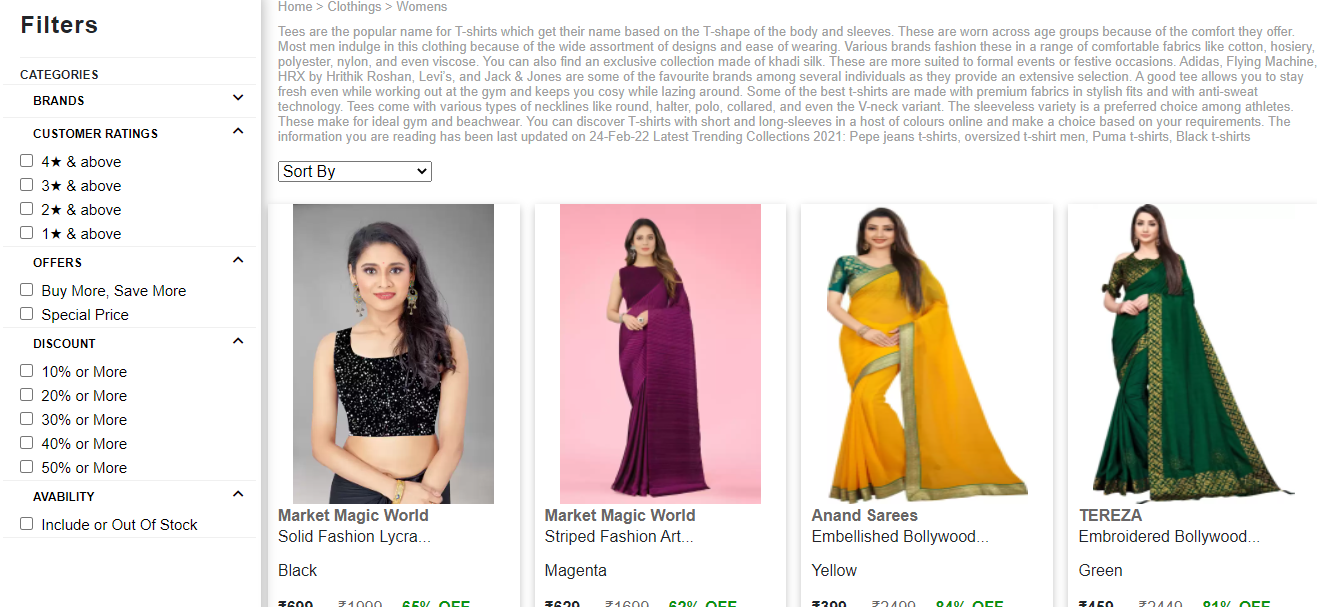 Filters
CATEGORIES
BRANDS
CUSTOMER RATINGS
4★ & above
3★ & above
2★ & above
1★ & above
OFFERS
Buy More, Save More
Special Price
DISCOUNT
10% or More
20% or More
30% or More
40% or More
50% or More
AVABILITY
Include or Out Of Stock
Home > Clothings > Womens
Tees are the popular name for T-shirts which get their name based on the T-shape of the body and sleeves. These are worn across age groups because of the comfort they offer.
Most men indulge in this clothing because of the wide assortment of designs and ease of wearing. Various brands fashion these in a range of comfortable fabrics like cotton, hosiery,
polyester, nylon, and even viscose. You can also find an exclusive collection made of khadi silk. These are more suited to formal events or festive occasions. Adidas, Flying Machine,
HRX by Hrithik Roshan, Levi's, and Jack & Jones are some of the favourite brands among several individuals as they provide an extensive selection. A good tee allows you to stay
fresh even while working out at the gym and keeps you cosy while lazing around. Some of the best t-shirts are made with premium fabrics in stylish fits and with anti-sweat
technology. Tees come with various types of necklines like round, halter, polo, collared, and even the V-neck variant. The sleeveless variety is a preferred choice among athletes.
These make for ideal gym and beachwear. You can discover T-shirts with short and long-sleeves in a host of colours online and make a choice based on your requirements. The
information you are reading has been last updated on 24-Feb-22 Latest Trending Collections 2021: Pepe jeans t-shirts, oversized t-shirt men, Puma t-shirts, Black t-shirts
Sort By
Market Magic World
Solid Fashion Lycra...
Black
₹699 ₹1999 65% OFF
Market Magic World
Striped Fashion Art...
Magenta
₹629 ₹1699 62% OFF
Anand Sarees
Embellished Bollywood...
Yellow
₹399 ₹2499 84% OFF
TEREZA
Embroidered Bollywood...
Green
₹459 ₹2449 81% OFF